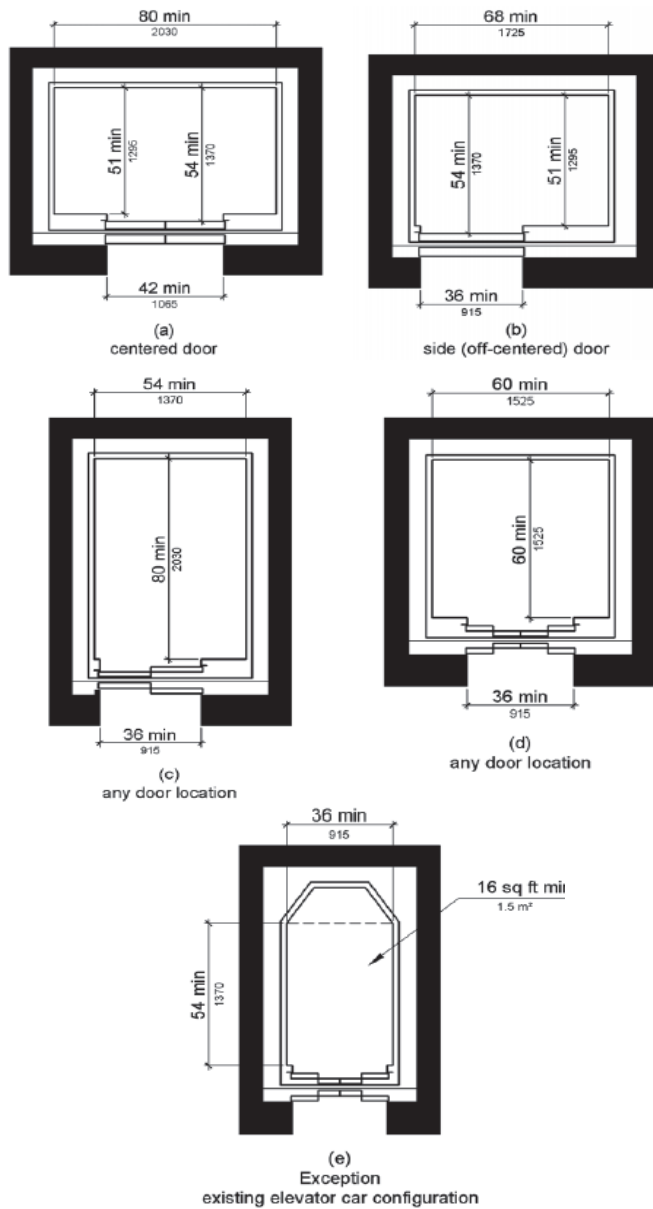 80 min
2030
51 min
1295
54 min
1370
42 min
1065
(a)
centered door
68 min
1725
54 min
1370
51 min
1295
36 min
915
(b)
side (off-centered) door
54 min
1370
80 min
2030
36 min
915
(c)
any door location
60 min
1525
60 min
1525
36 min
915
(d)
any door location
36 min
915
16 sq ft min
1.5 m²
54 min
1370
(e)
Exception
existing elevator car configuration